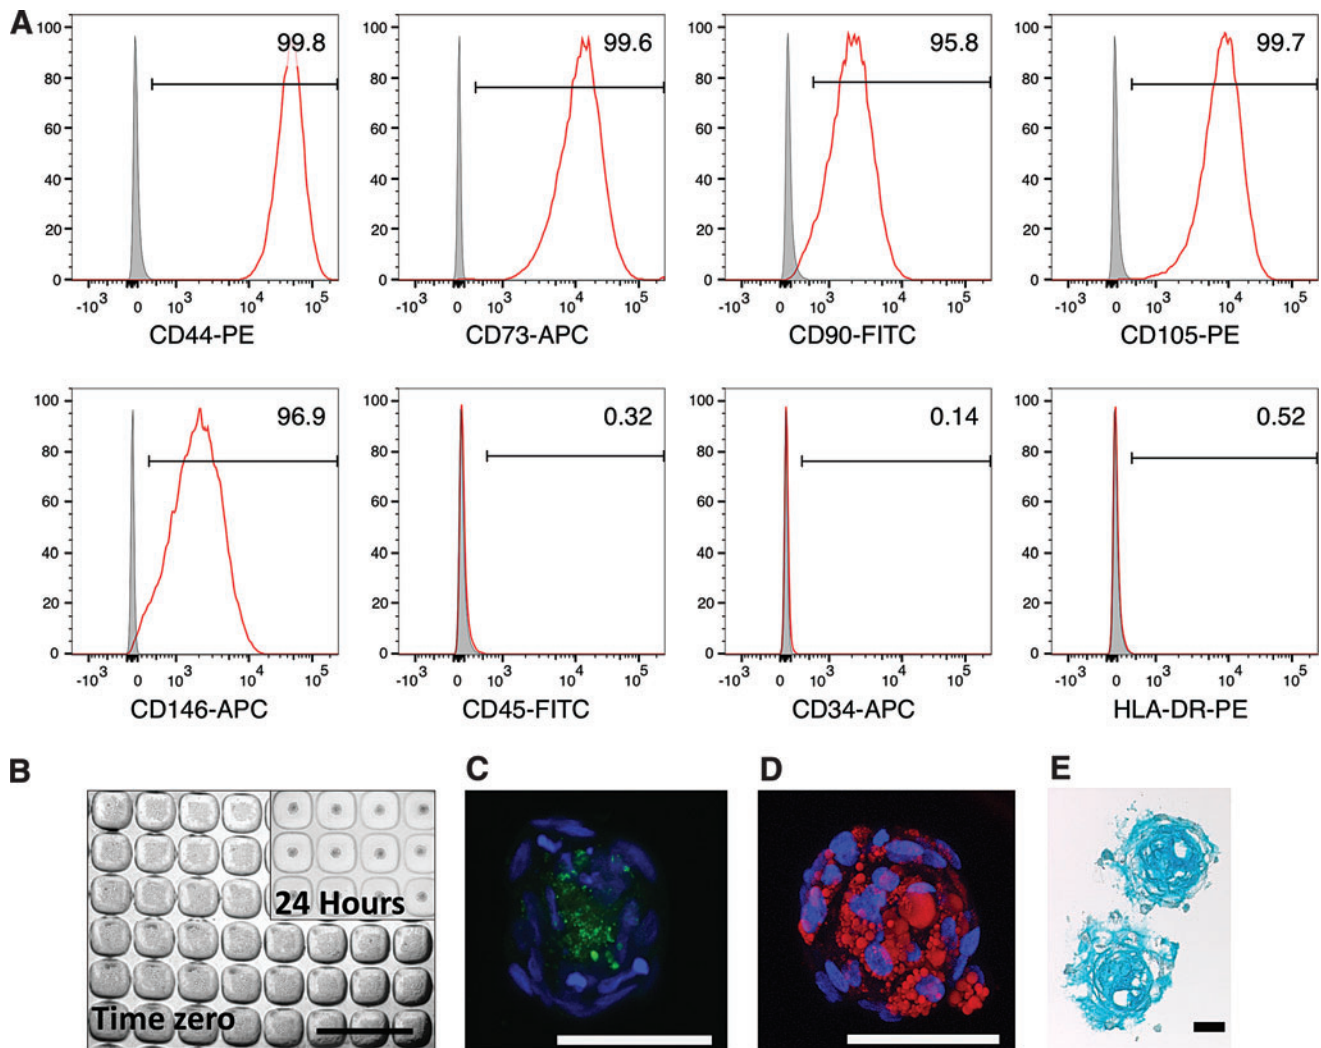 A
100 80 60 40 20 0
99.8
-10³ 0 10³ 10⁴ 10⁵
CD44-PE
100 80 60 40 20 0
99.6
-10³ 0 10³ 10⁴ 10⁵
CD73-APC
100 80 60 40 20 0
95.8
-10³ 0 10³ 10⁴ 10⁵
CD90-FITC
100 80 60 40 20 0
99.7
-10³ 0 10³ 10⁴ 10⁵
CD105-PE
100 80 60 40 20 0
96.9
-10³ 0 10³ 10⁴ 10⁵
CD146-APC
100 80 60 40 20 0
0.32
-10³ 0 10³ 10⁴ 10⁵
CD45-FITC
100 80 60 40 20 0
0.14
-10³ 0 10³ 10⁴ 10⁵
CD34-APC
100 80 60 40 20 0
0.52
-10³ 0 10³ 10⁴ 10⁵
HLA-DR-PE
B
24 Hours
Time zero
C
D
E